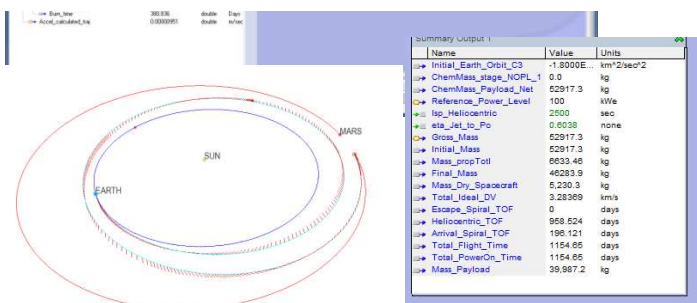 Burn_time 380.836 double Days
Accel_calculated_traj 0.00000951 double m/sec
MARS
SUN
EARTH
Summary Output 1
Name Value Units
Initial_Earth_Orbit_C3 -1.8000E... km^2/sec^2
ChemMass_stage_NOPL_1 0.0 kg
ChemMass_Payload_Net 52917.3 kg
Reference_Power_Level 100 kWe
Isp_Heliocentric 2500 sec
eta_Jet_to_Po 0.6038 none
Gross_Mass 52917.3 kg
Initial_Mass 52917.3 kg
Mass_propTotl 6633.46 kg
Final_Mass 46283.9 kg
Mass_Dry_Spacecraft 5,230.3 kg
Total_Ideal_DV 3.28369 km/s
Escape_Spiral_TOF 0 days
Heliocentric_TOF 958.524 days
Arrival_Spiral_TOF 196.121 days
Total_Flight_Time 1154.65 days
Total_PowerOn_Time 1154.65 days
Mass_Payload 39,987.2 kg